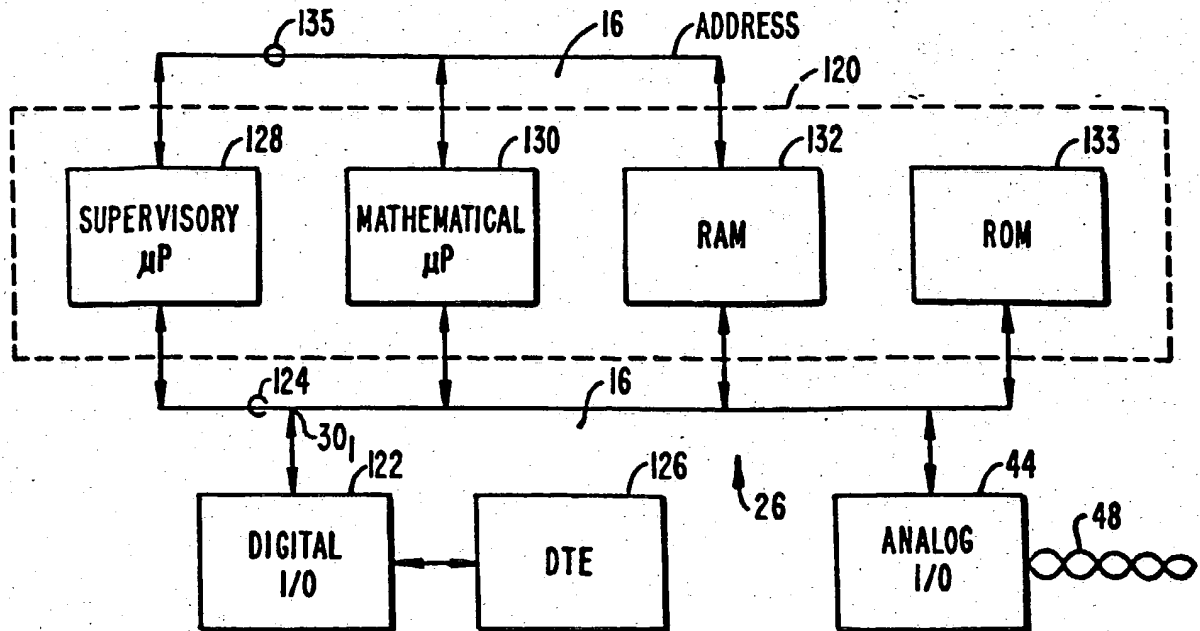 135
16
ADDRESS
120
128
130
132
133
SUPERVISORY
µP
MATHEMATICAL
µP
RAM
ROM
124
16
30₁
122
126
26
44
48
DIGITAL
I/O
DTE
ANALOG
I/O